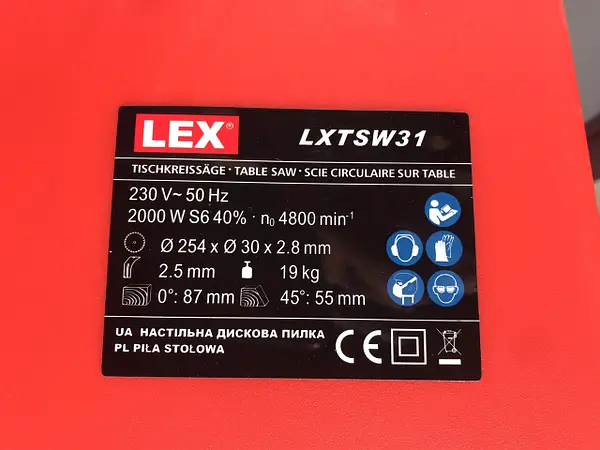 LEX®
LXTSW31
TISCHKREISSÄGE · TABLE SAW · SCIE CIRCULAIRE SUR TABLE
230 V~ 50 Hz
2000 W S6 40% · n₀ 4800 min⁻¹
Ø 254 x Ø 30 x 2.8 mm
2.5 mm 19 kg
0°: 87 mm 45°: 55 mm
UA НАСТІЛЬНА ДИСКОВА ПИЛКА
PL PIŁA STOŁOWA
CE